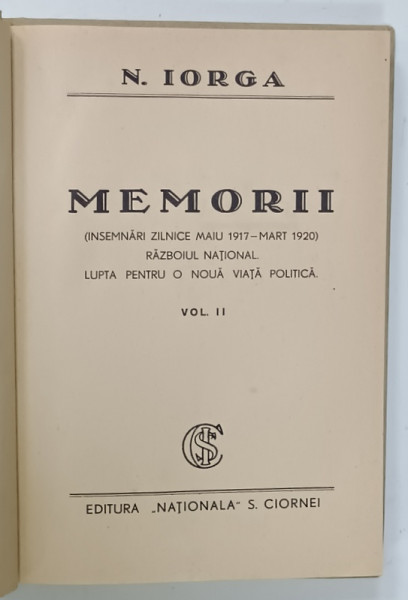 N. IORGA
MEMORII
(INSEMNĂRI ZILNICE MAIU 1917—MART 1920)
RĂZBOIUL NAȚIONAL.
LUPTA PENTRU O NOUĂ VIAȚĂ POLITICĂ.
VOL. II
EDITURA „NAȚIONALA" S. CIORNEI